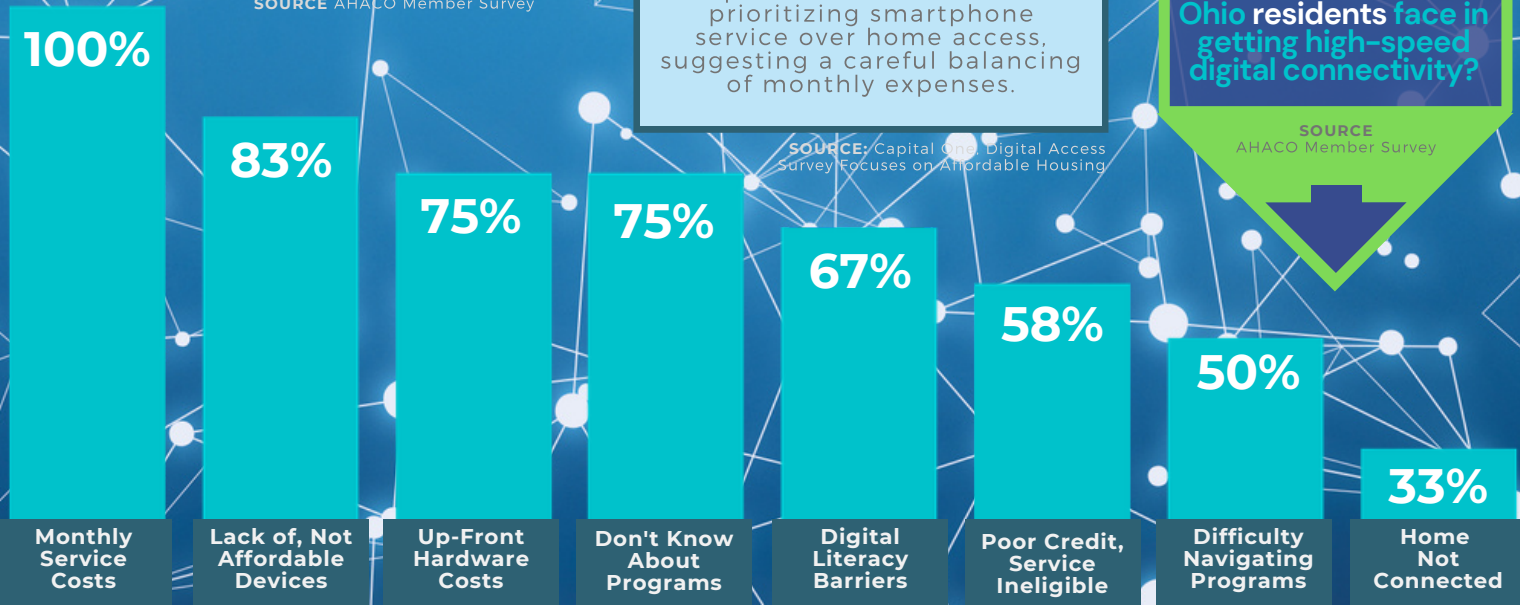 SOURCE AHACO Member Survey
prioritizing smartphone
service over home access,
suggesting a careful balancing
of monthly expenses.
SOURCE: Capital One, Digital Access
Survey Focuses on Affordable Housing
Ohio residents face in
getting high-speed
digital connectivity?
SOURCE
AHACO Member Survey
100%
83%
75%
75%
67%
58%
50%
33%
Monthly
Service
Costs
Lack of, Not
Affordable
Devices
Up-Front
Hardware
Costs
Don't Know
About
Programs
Digital
Literacy
Barriers
Poor Credit,
Service
Ineligible
Difficulty
Navigating
Programs
Home
Not
Connected